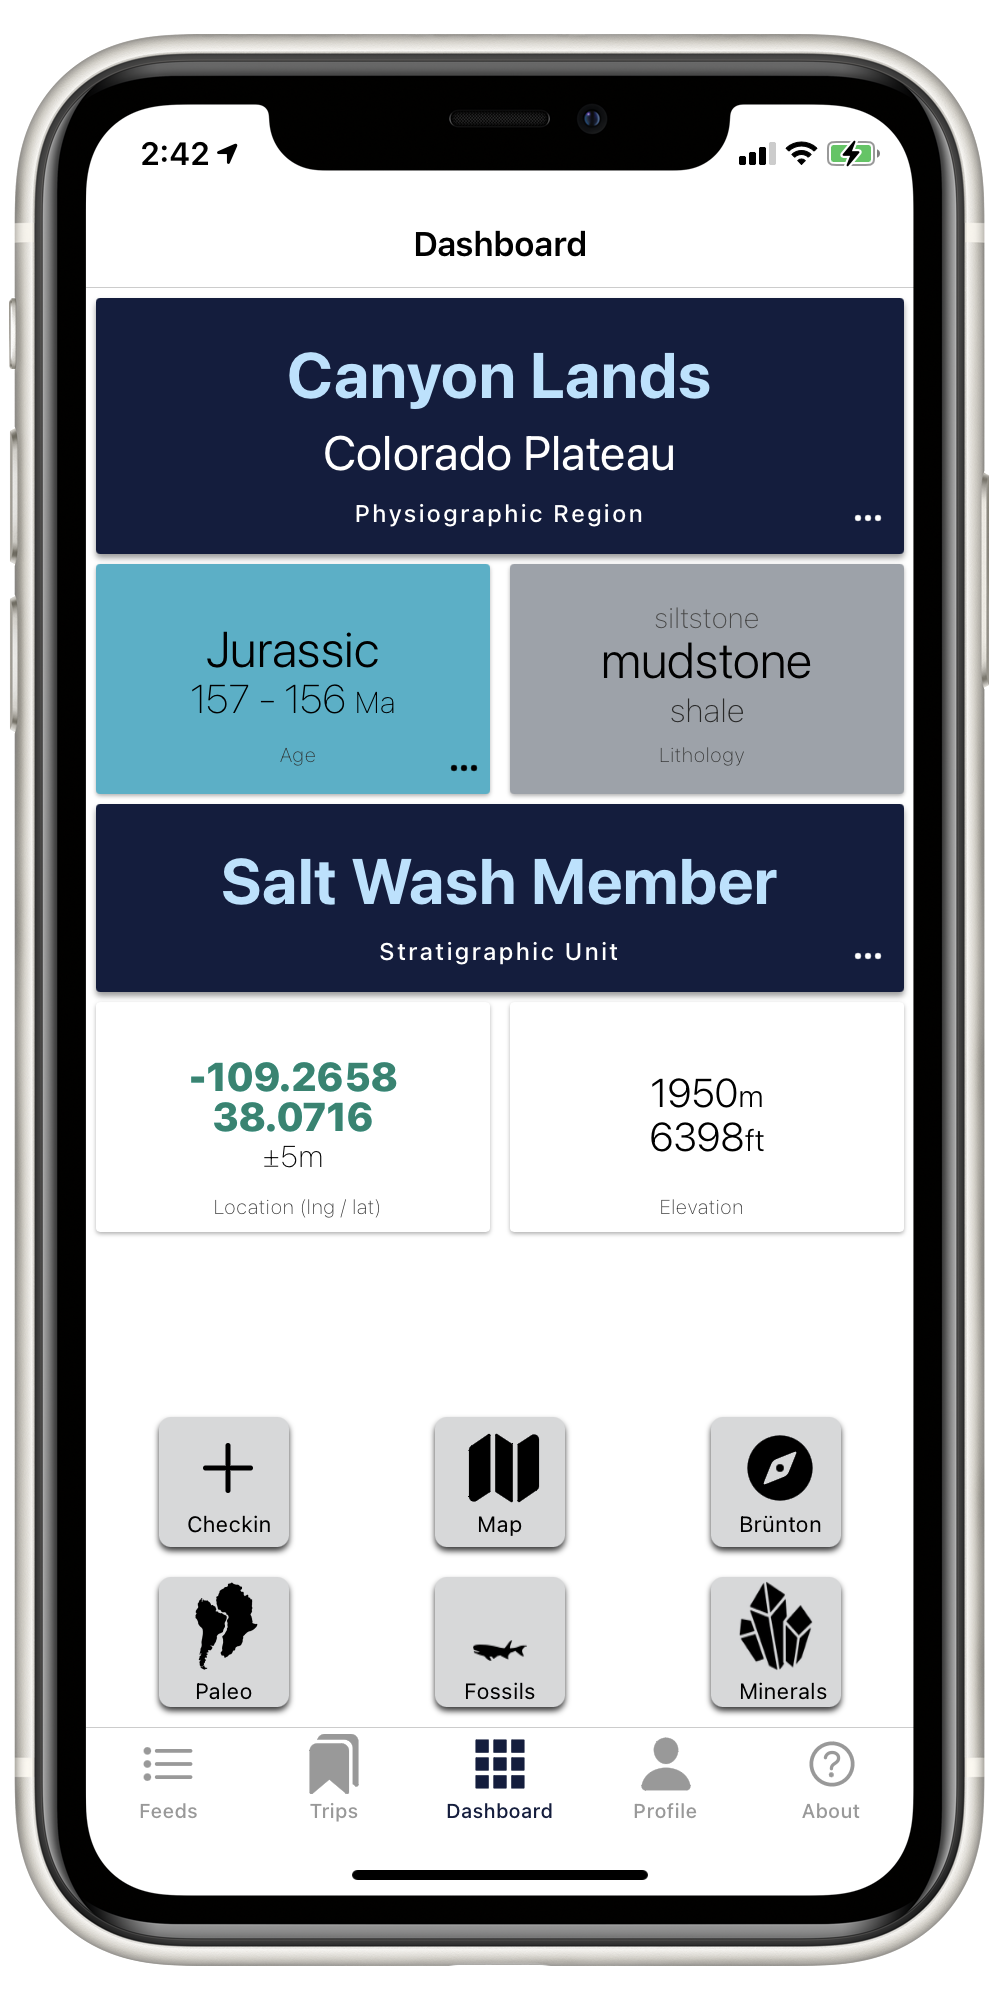 2:42
Dashboard
Canyon Lands
Colorado Plateau
Physiographic Region
Jurassic
157 - 156 Ma
Age
siltstone
mudstone
shale
Lithology
Salt Wash Member
Stratigraphic Unit
-109.2658
38.0716
±5m
Location (lng / lat)
1950m
6398ft
Elevation
Checkin
Map
Brünton
Paleo
Fossils
Minerals
Feeds
Trips
Dashboard
Profile
About